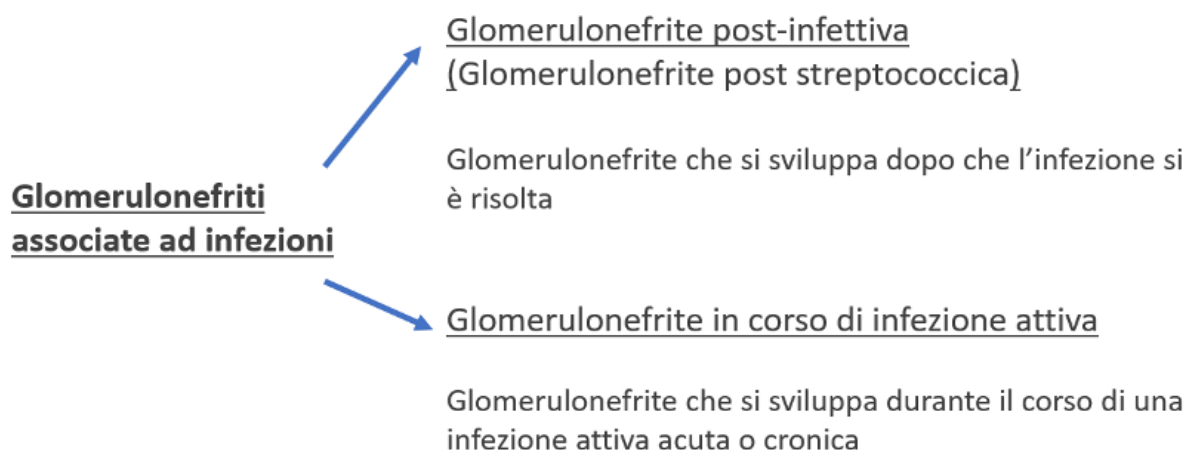 Glomerulonefrite post-infettiva
(Glomerulonefrite post streptococcica)
Glomerulonefrite che si sviluppa dopo che l’infezione si
è risolta
Glomerulonefriti
associate ad infezioni
Glomerulonefrite in corso di infezione attiva
Glomerulonefrite che si sviluppa durante il corso di una
infezione attiva acuta o cronica